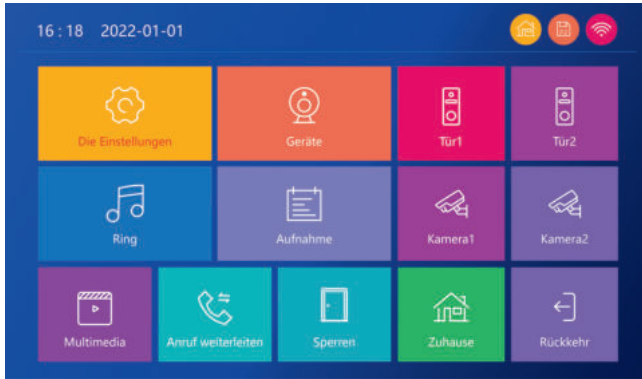 16 : 18 2022-01-01
Die Einstellungen Geräte Tür1 Tür2
Ring Aufnahme Kamera1 Kamera2
Multimedia Anruf weiterleiten Sperren Zuhause Rückkehr